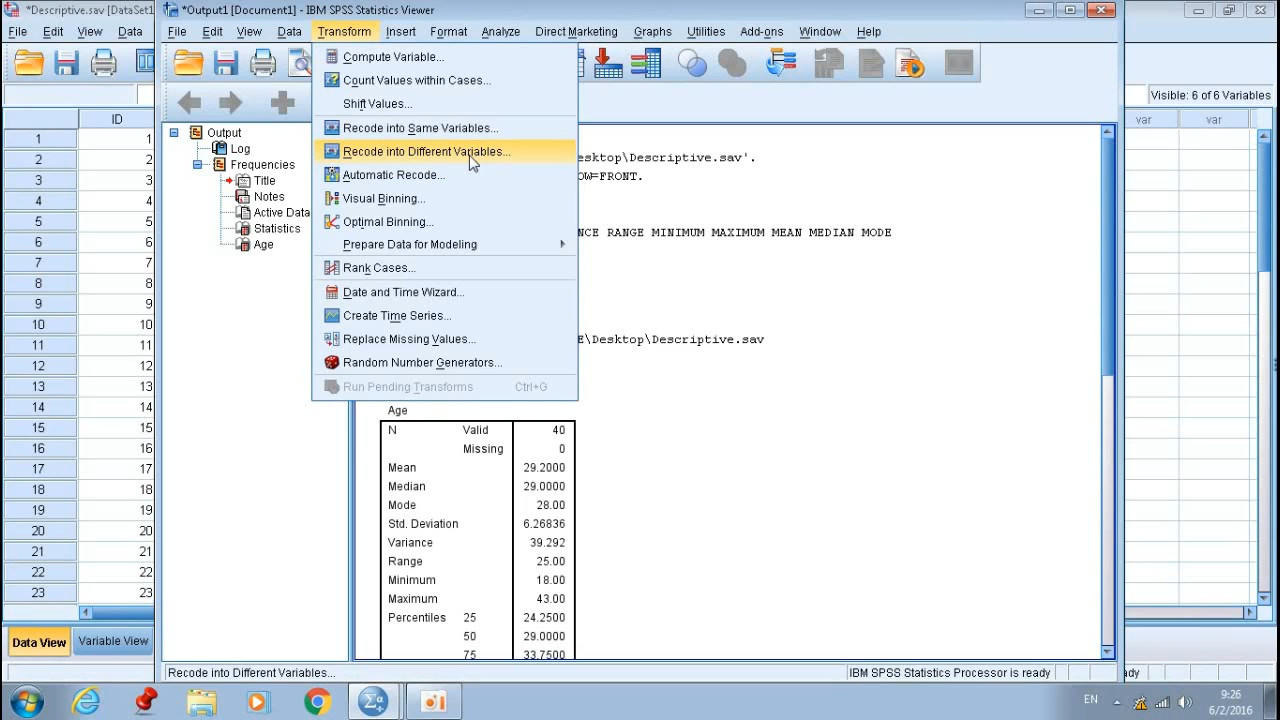 *Descriptive.sav [DataSet1
*Output1 [Document1] - IBM SPSS Statistics Viewer
File Edit View Data
File Edit View Data Transform Insert Format Analyze Direct Marketing Graphs Utilities Add-ons Window Help
Visible: 6 of 6 Variables
ID
var var
1
2
3
4
5
6
7
8
9
10
11
12
13
14
15
16
17
18
19
20
21
22
23
1
2
3
4
5
6
7
8
9
10
11
12
13
14
15
16
17
18
19
20
21
22
23
Data View Variable View
Output
Log
Frequencies
Title
Notes
Active Data
Statistics
Age
Compute Variable...
Count Values within Cases...
Shift Values...
Recode into Same Variables...
Recode into Different Variables...
Automatic Recode...
Visual Binning...
Optimal Binning...
Prepare Data for Modeling
Rank Cases...
Date and Time Wizard...
Create Time Series...
Replace Missing Values...
Random Number Generators...
Run Pending Transforms Ctrl+G
esktop\Descriptive.sav'.
OW=FRONT.
NCE RANGE MINIMUM MAXIMUM MEAN MEDIAN MODE
E\Desktop\Descriptive.sav
Age
N Valid 40
Missing 0
Mean 29.2000
Median 29.0000
Mode 28.00
Std. Deviation 6.26836
Variance 39.292
Range 25.00
Minimum 18.00
Maximum 43.00
Percentiles 25 24.2500
50 29.0000
75 33.7500
Recode into Different Variables...
IBM SPSS Statistics Processor is ready
dy
EN
9:26
6/2/2016